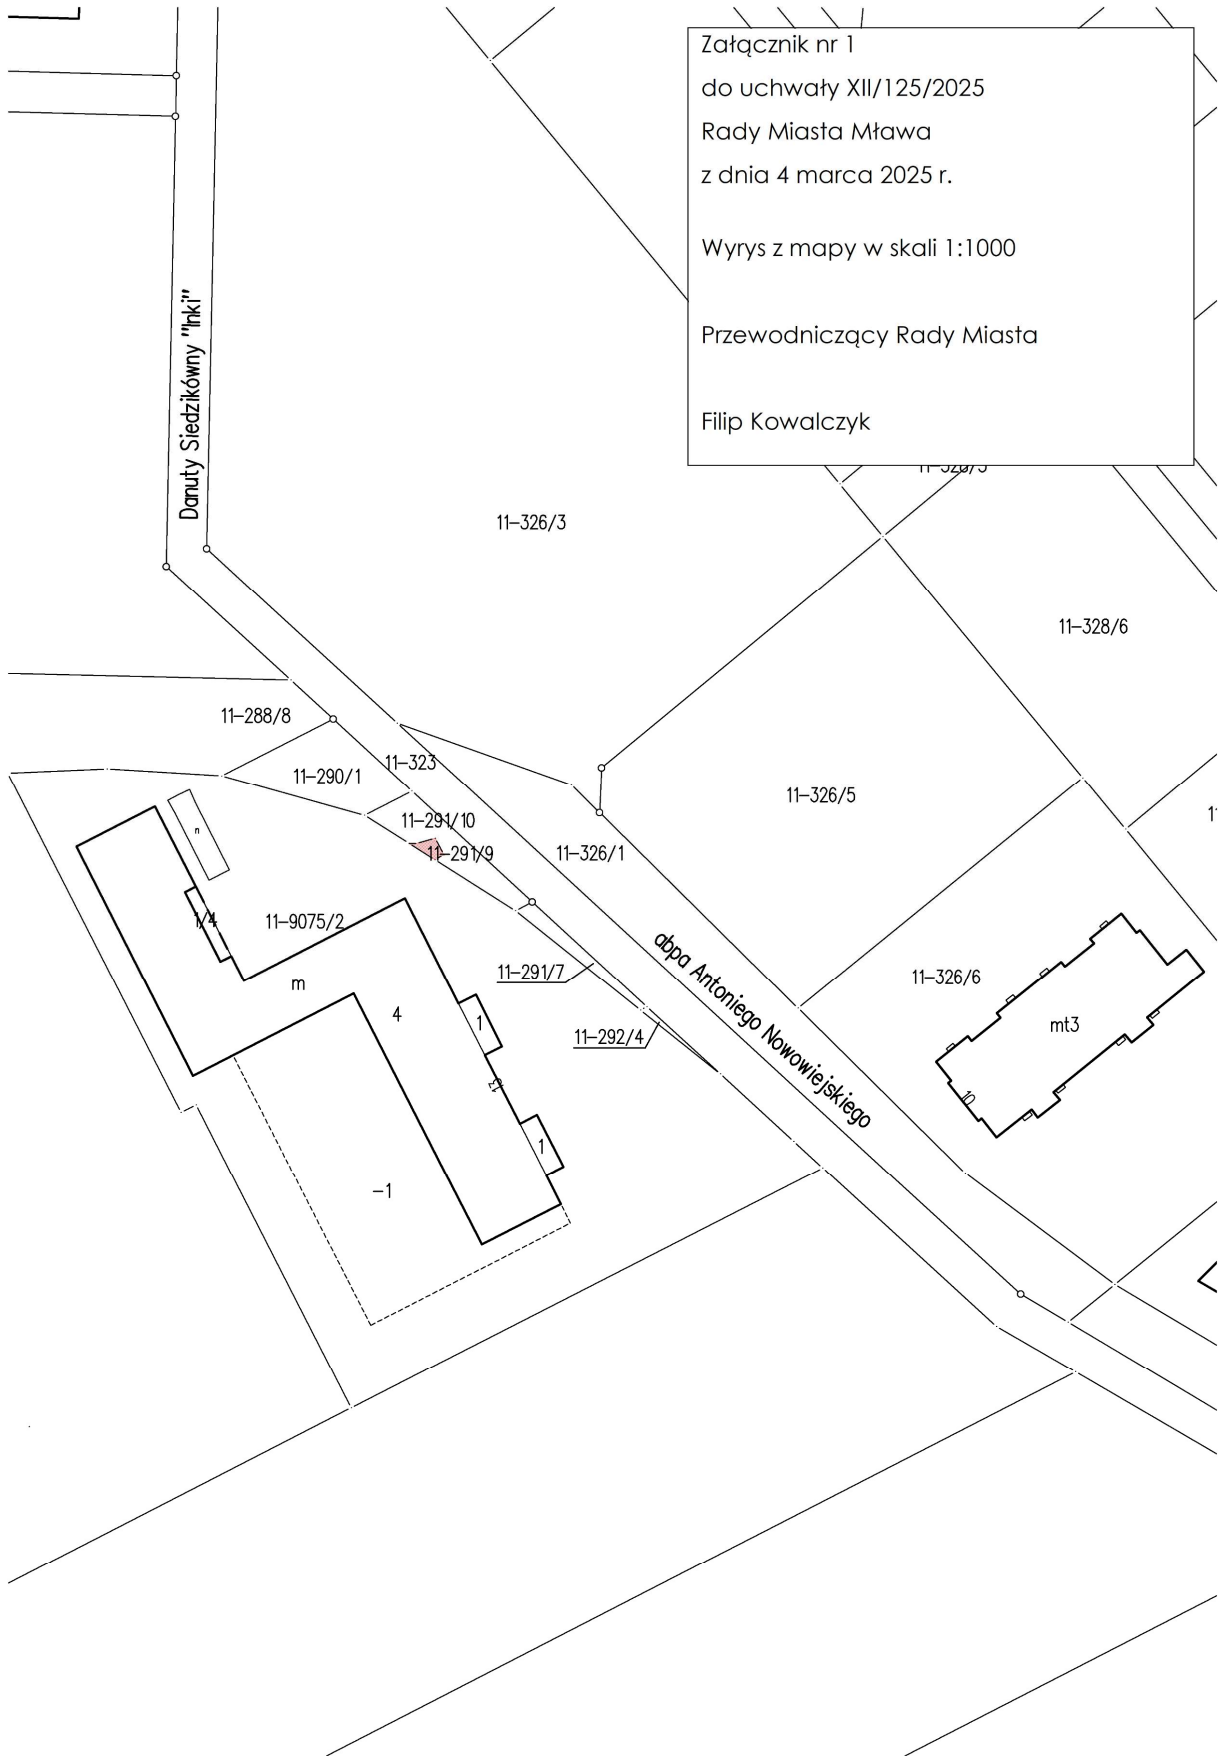 Załącznik nr 1
do uchwały XII/125/2025
Rady Miasta Mława
z dnia 4 marca 2025 r.
Wyrys z mapy w skali 1:1000
Przewodniczący Rady Miasta
Filip Kowalczyk
Danuty Siedzikówny "Inki"
11-326/3
11-328/6
11-288/8
11-323
11-290/1
11-326/5
11-291/10
11-291/9
11-326/1
n
1/4
11-9075/2
abpa Antoniego Nowowiejskiego
11-291/7
11-326/6
m
4
1
11-292/4
mt3
10
1
-1